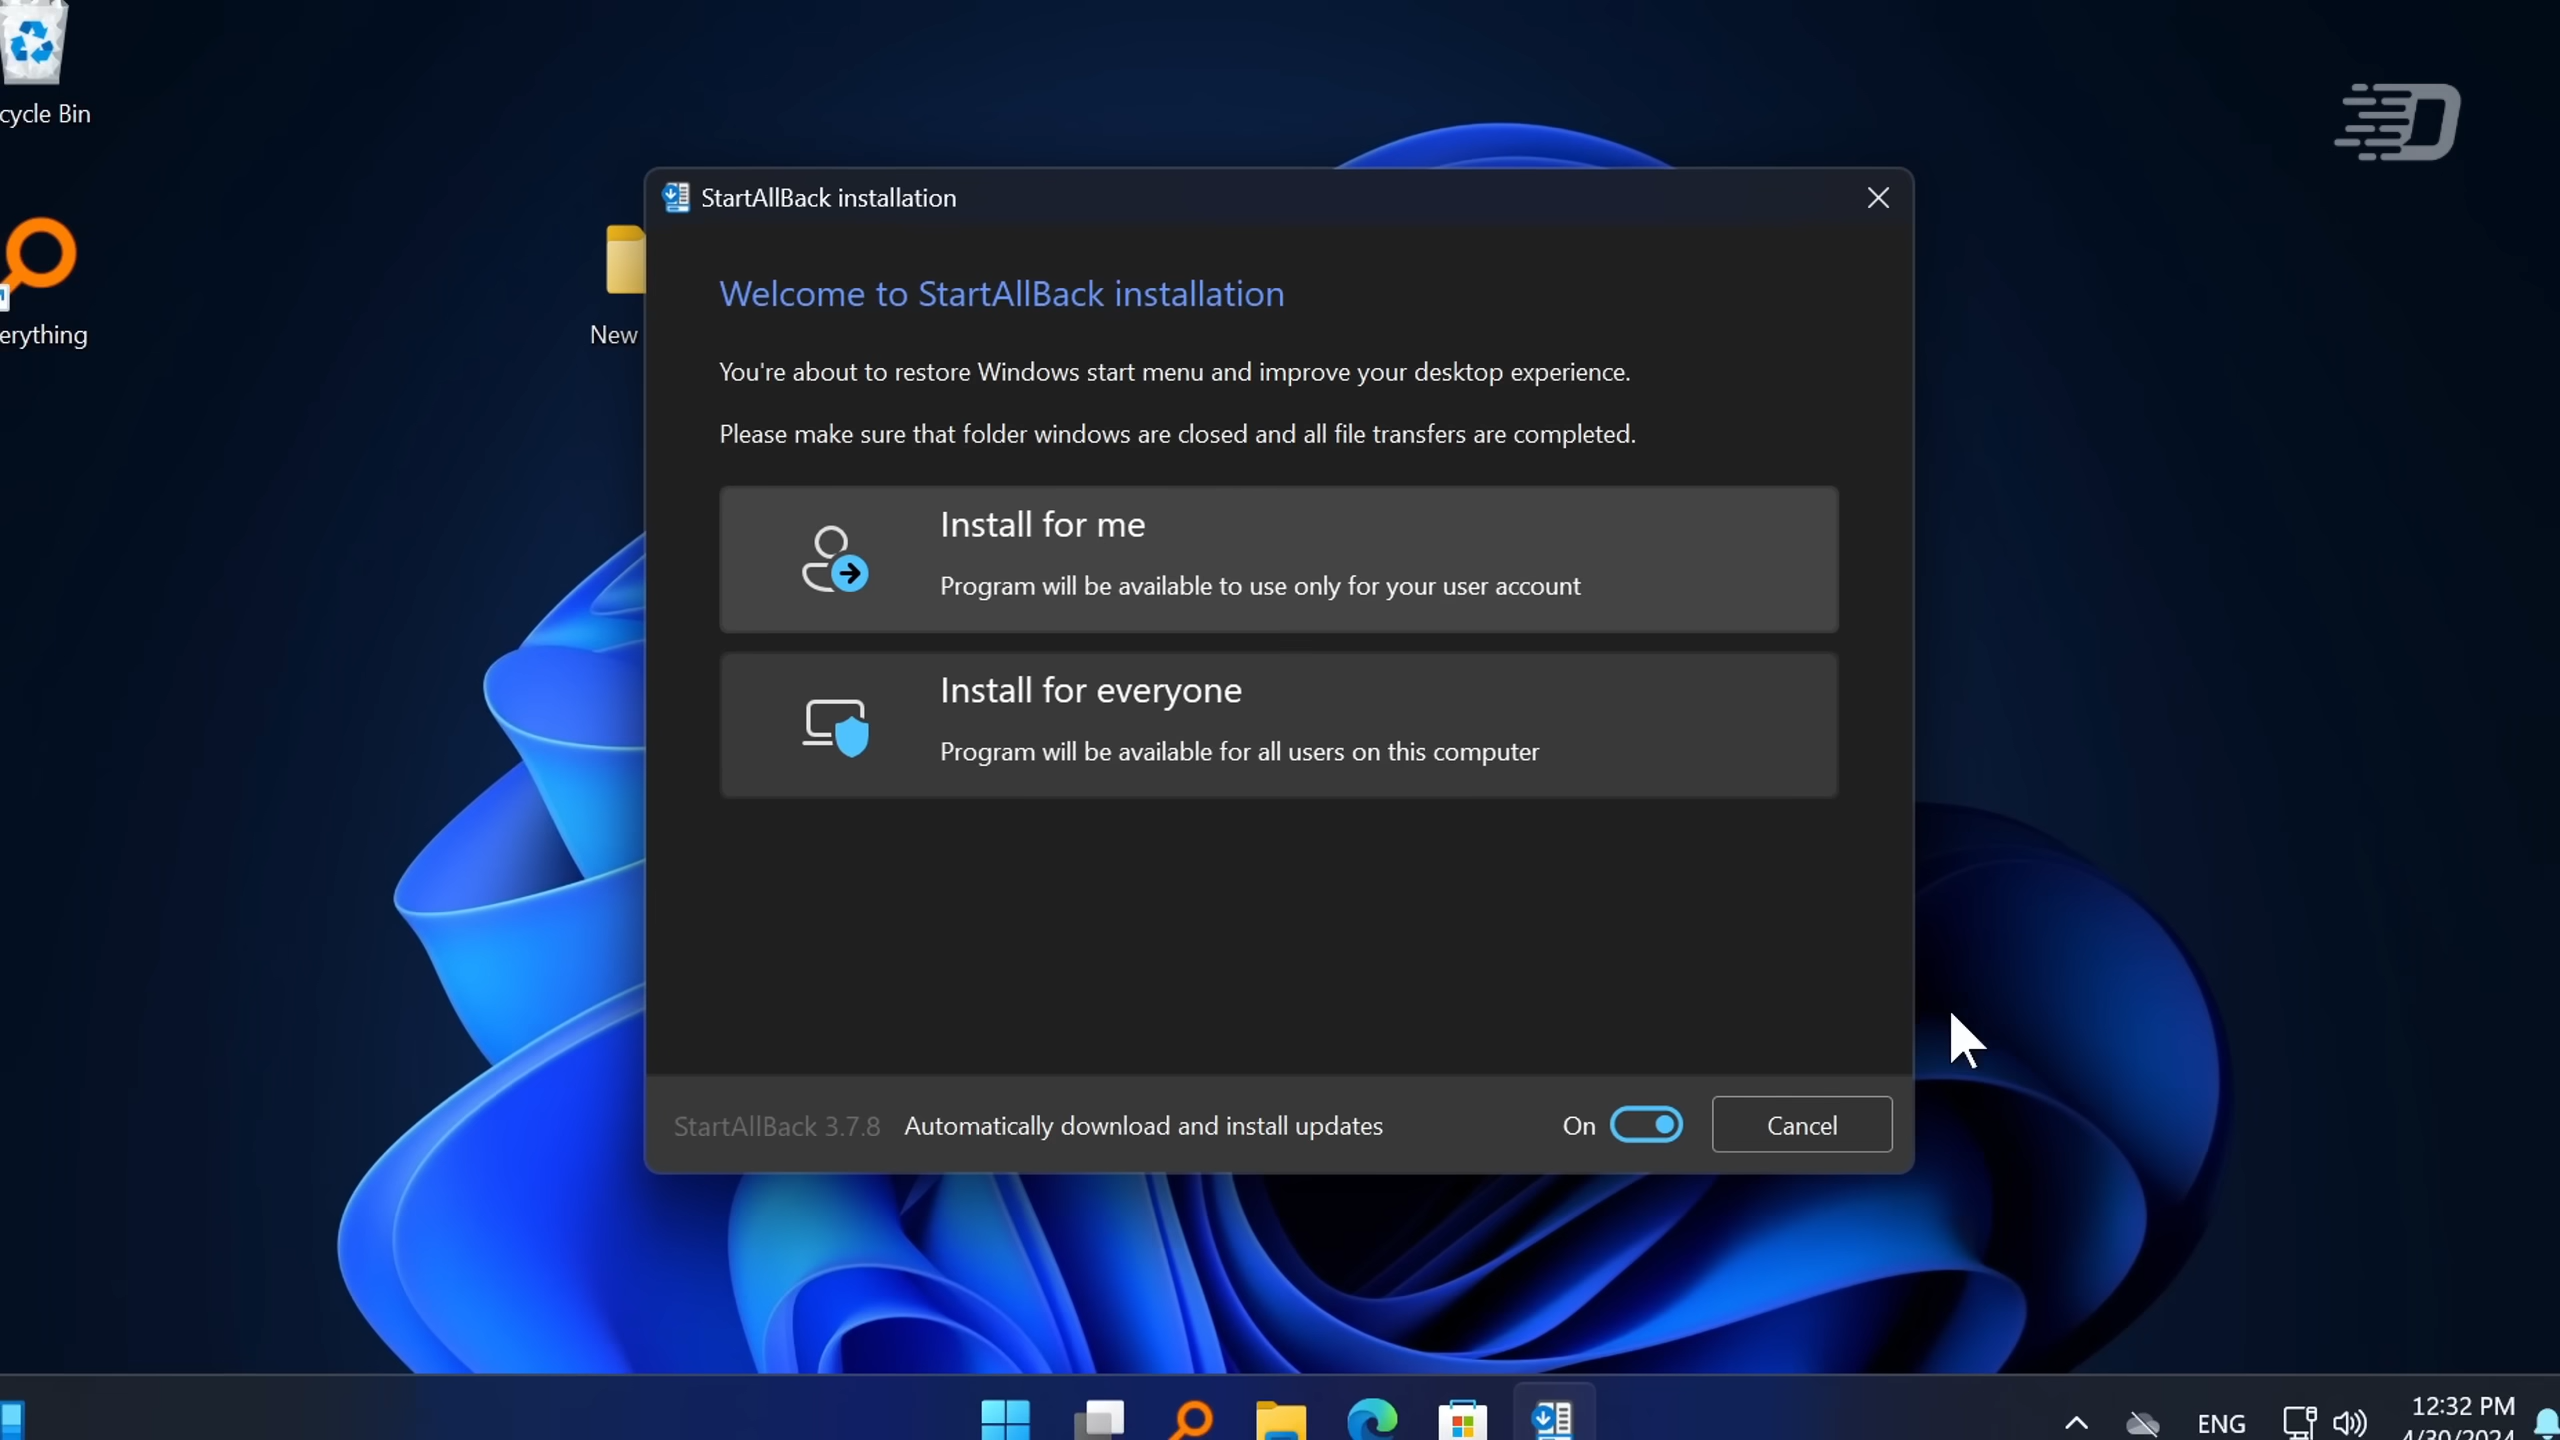 cycle Bin
erything
New
StartAllBack installation
Welcome to StartAllBack installation
You're about to restore Windows start menu and improve your desktop experience.
Please make sure that folder windows are closed and all file transfers are completed.
Install for me
Program will be available to use only for your user account
Install for everyone
Program will be available for all users on this computer
StartAllBack 3.7.8 Automatically download and install updates On Cancel
ENG
12:32 PM
4/30/2024